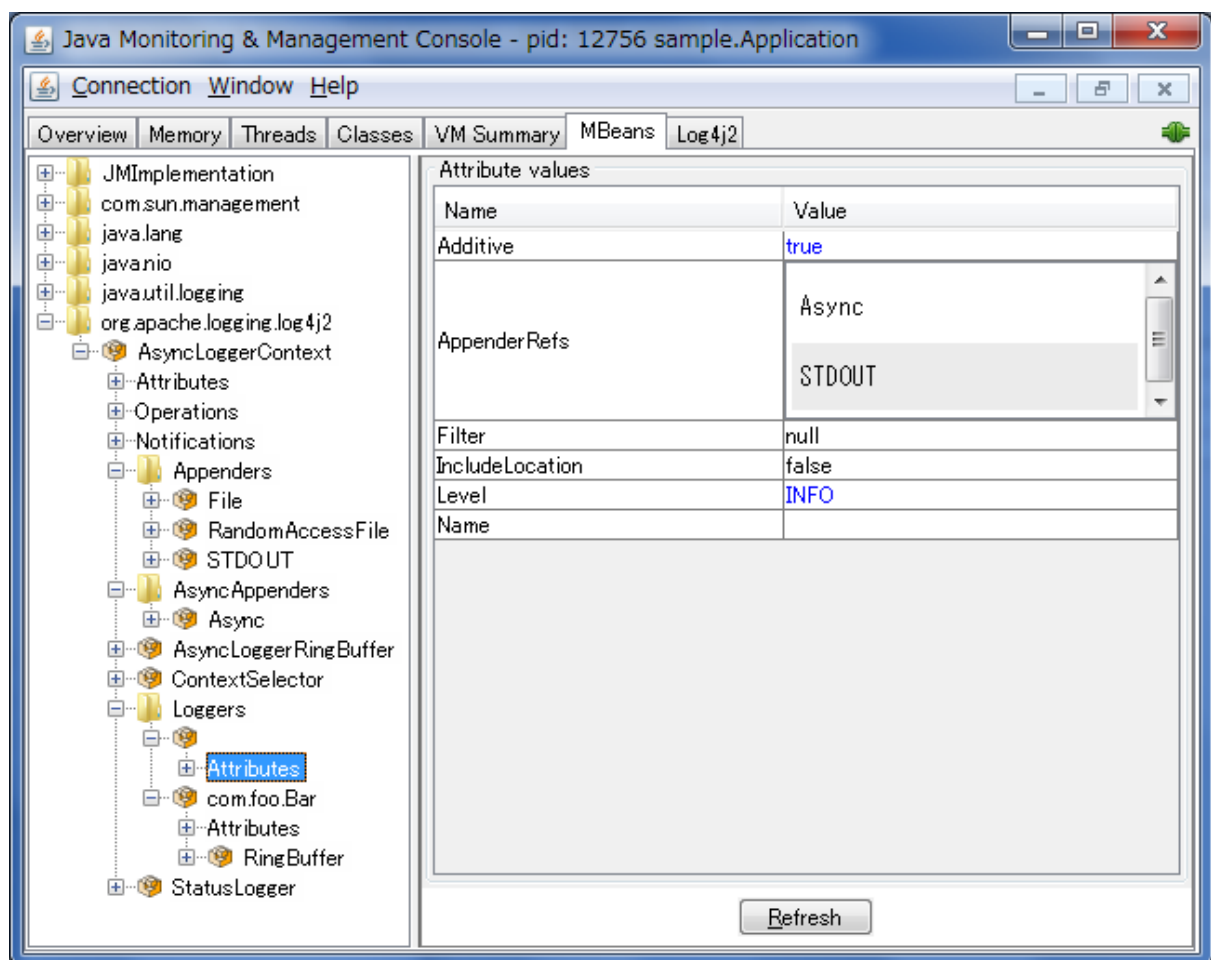 Java Monitoring & Management Console - pid: 12756 sample.Application
Connection Window Help
Overview Memory Threads Classes VM Summary MBeans Log4j2
JMImplementation
com.sun.management
java.lang
java.nio
java.util.logging
org.apache.logging.log4j2
AsyncLoggerContext
Attributes
Operations
Notifications
Appenders
File
RandomAccessFile
STDOUT
AsyncAppenders
Async
AsyncLoggerRingBuffer
ContextSelector
Loggers
Attributes
com.foo.Bar
Attributes
RingBuffer
StatusLogger
Attribute values
Name Value
Additive true
AppenderRefs Async
STDOUT
Filter null
IncludeLocation false
Level INFO
Name
Refresh